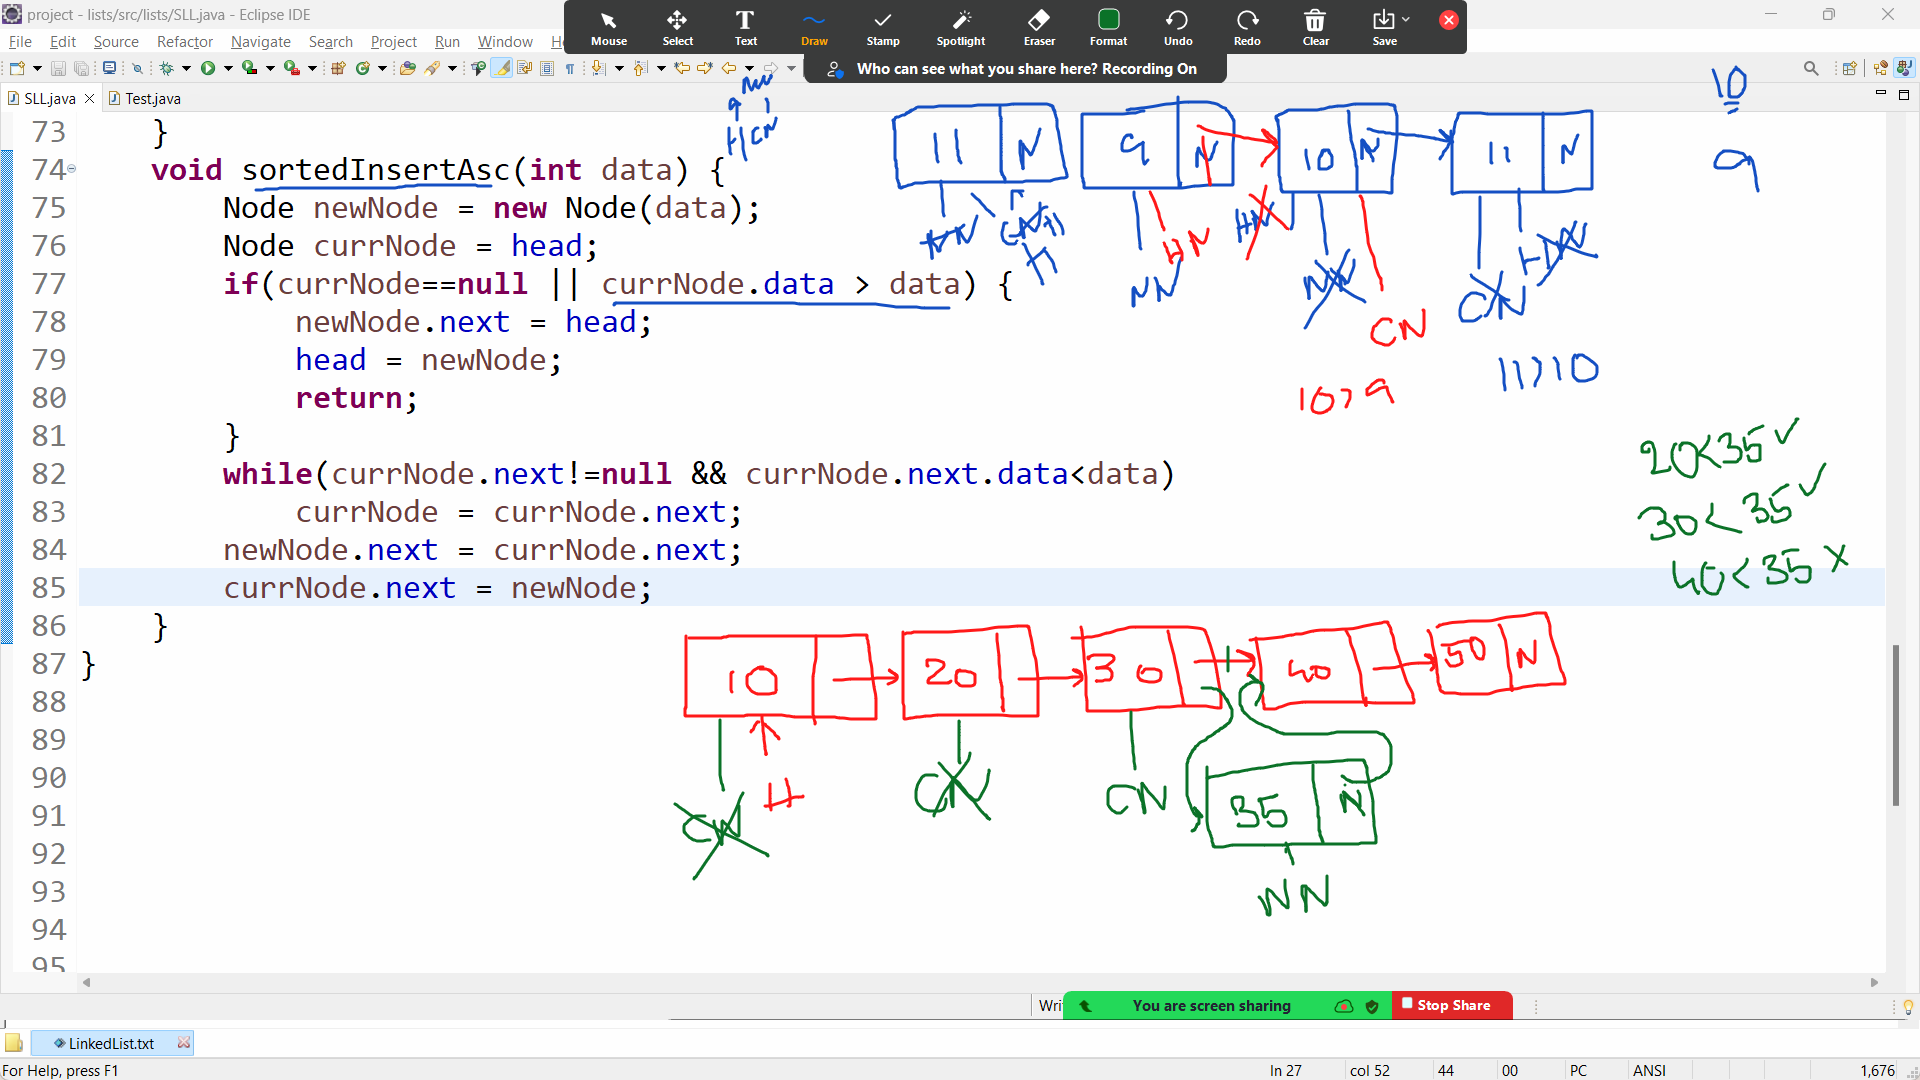 project - lists/src/lists/SLL.java - Eclipse IDE
File Edit Source Refactor Navigate Search Project Run Window
Mouse Select Text Draw Stamp Spotlight Eraser Format Undo Redo Clear Save
Who can see what you share here? Recording On
SLL.java Test.java
73 }
74 void sortedInsertAsc(int data) {
75 Node newNode = new Node(data);
76 Node currNode = head;
77 if(currNode==null || currNode.data > data) {
78 newNode.next = head;
79 head = newNode;
80 return;
81 }
82 while(currNode.next!=null && currNode.next.data<data)
83 currNode = currNode.next;
84 newNode.next = currNode.next;
85 currNode.next = newNode;
86 }
87 }
88
89
90
91
92
93
94
95
10
9
11 N 9 N 10 N 11 N
HN HN
NN NN CN
CN
11>10
10>9
20<35 ✓
30<35 ✓
40<35 x
10 20 30 40 50 N
H
CN CN CN
35 N
NN
Wri
You are screen sharing Stop Share
LinkedList.txt
For Help, press F1 ln 27 col 52 44 00 PC ANSI 1,676